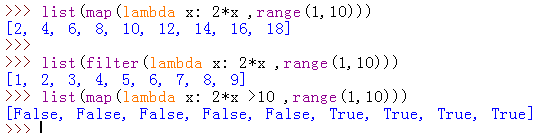 >>> list(map(lambda x: 2*x ,range(1,10)))
[2, 4, 6, 8, 10, 12, 14, 16, 18]
>>>
>>> list(filter(lambda x: 2*x ,range(1,10)))
[1, 2, 3, 4, 5, 6, 7, 8, 9]
>>> list(map(lambda x: 2*x >10 ,range(1,10)))
[False, False, False, False, False, True, True, True, True]
>>>